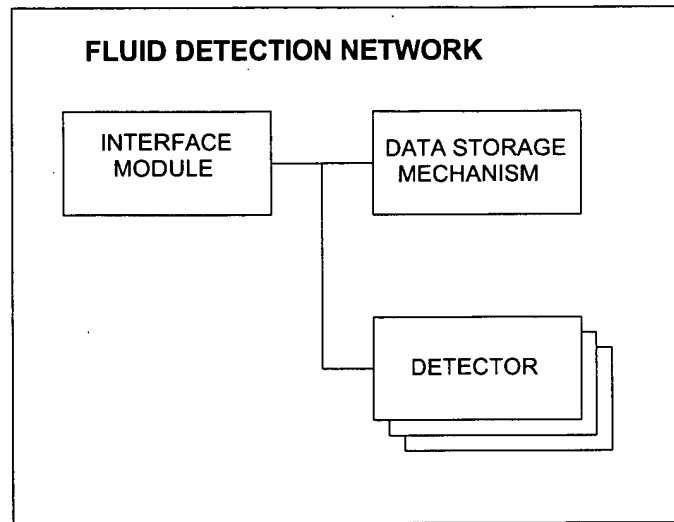 FLUID DETECTION NETWORK
INTERFACE
MODULE
DATA STORAGE
MECHANISM
DETECTOR